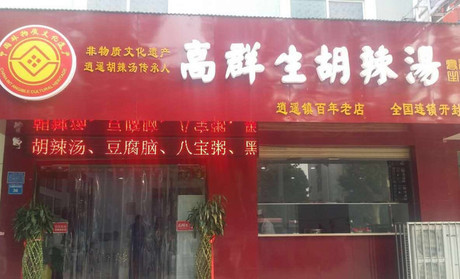 非物质文化遗产
逍遥胡辣汤传承人
高群生胡辣汤
逍遥镇百年老店
全国连锁开封
胡辣汤、豆腐脑、八宝粥、黑